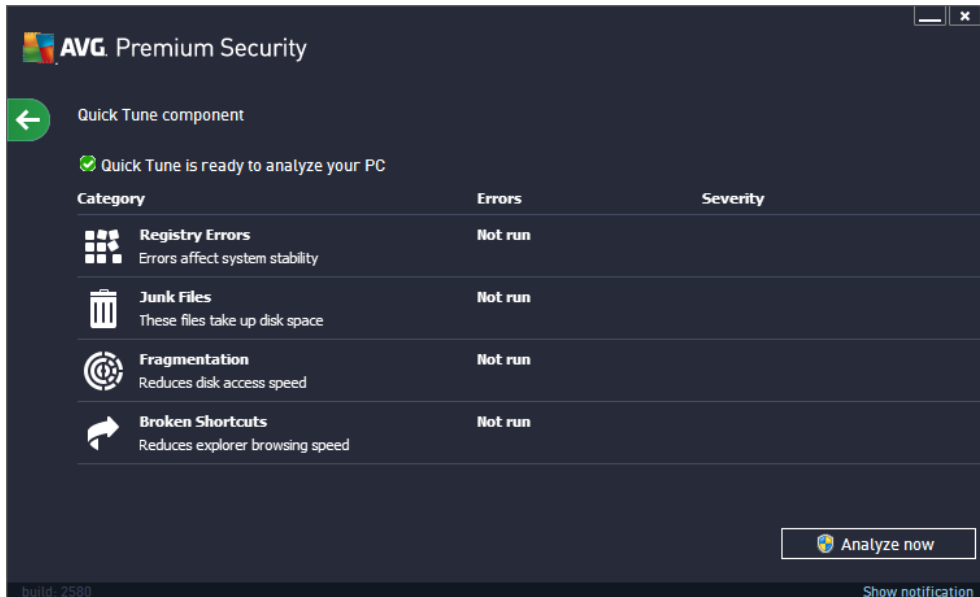 AVG. Premium Security
Quick Tune component
Quick Tune is ready to analyze your PC
Category Errors Severity
Registry Errors Not run
Errors affect system stability
Junk Files Not run
These files take up disk space
Fragmentation Not run
Reduces disk access speed
Broken Shortcuts Not run
Reduces explorer browsing speed
Analyze now
build: 2580 Show notification